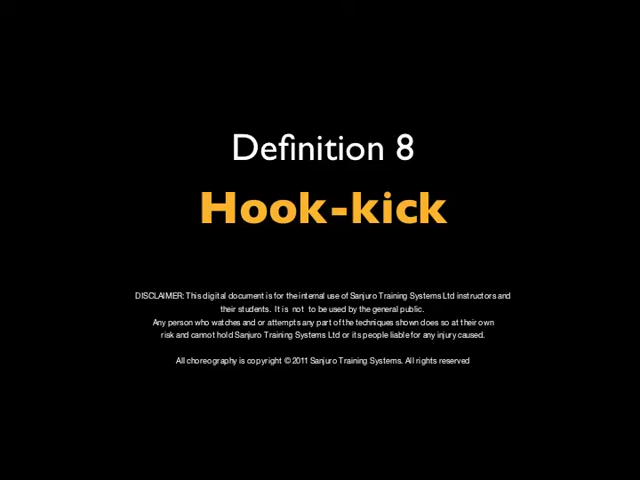 Definition 8
Hook-kick
DISCLAIMER: This digital document is for the internal use of Sanjuro Training Systems Ltd instructors and
their students. It is not to be used by the general public.
Any person who watches and or attempts any part of the techniques shown does so at their own
risk and cannot hold Sanjuro Training Systems Ltd or its people liable for any injury caused.
All choreography is copyright © 2011 Sanjuro Training Systems. All rights reserved